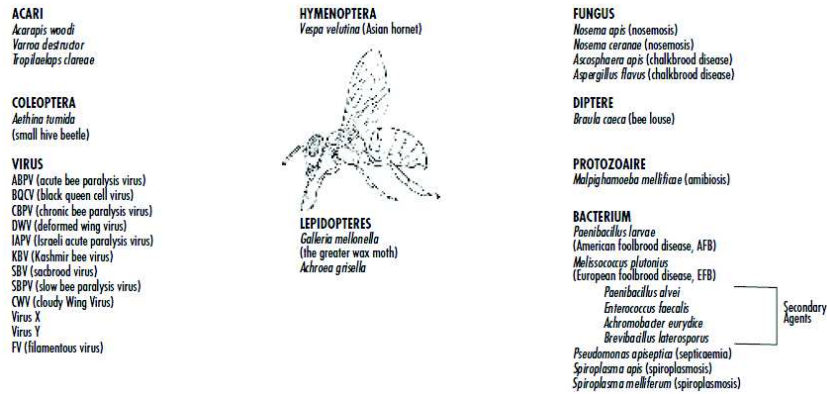 ACARI
Acarapis woodi
Varroa destructor
Tropilaelaps clareae
COLEOPTERA
Aethina tumida
(small hive beetle)
VIRUS
ABPV (acute bee paralysis virus)
BQCV (black queen cell virus)
CBPV (chronic bee paralysis virus)
DWV (deformed wing virus)
IAPV (Israeli acute paralysis virus)
KBV (Kashmir bee virus)
SBV (sacbrood virus)
SBPV (slow bee paralysis virus)
CWV (cloudy Wing Virus)
Virus X
Virus Y
FV (filamentous virus)
HYMENOPTERA
Vespa velutina (Asian hornet)
LEPIDOPTERES
Galleria mellonella
(the greater wax moth)
Achroea grisella
FUNGUS
Nosema apis (nosemosis)
Nosema ceranae (nosemosis)
Ascosphaera apis (chalkbrood disease)
Aspergillus flavus (chalkbrood disease)
DIPTERE
Braula caeca (bee louse)
PROTOZOAIRE
Malpighamoeba mellificae (amibiosis)
BACTERIUM
Paenibacillus larvae
(American foolbrood disease, AFB)
Melissococcus plutonius
(European foolbrood disease, EFB)
Paenibacillus alvei
Enterococcus faecalis
Achromobacter eurydice
Brevibacillus laterosporus
Secondary
Agents
Pseudomonas apiseptica (septicaemia)
Spiroplasma apis (spiroplasmosis)
Spiroplasma melliferum (spiroplasmosis)